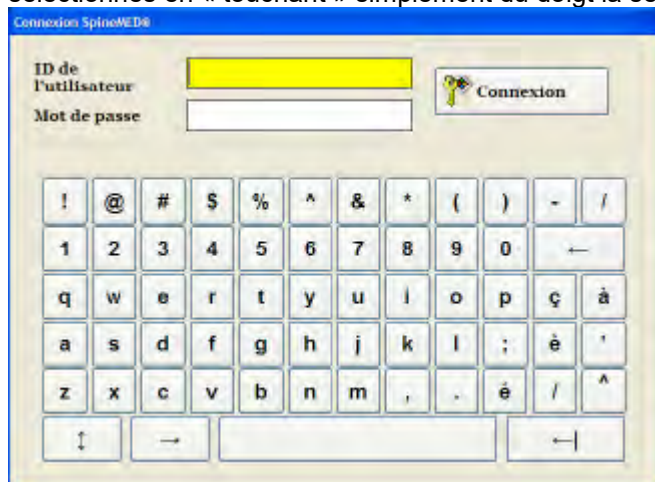 sélectionnés en « touchant » simplement du doigt la
Connexion SpineMED®
ID de
l'utilisateur
Connexion
Mot de passe
! @ # $ % ^ & * ( ) - /
1 2 3 4 5 6 7 8 9 0 ←
q w e r t y u i o p ç à
a s d f g h j k l ; è '
z x c v b n m , . é / ^
↕ → ←|